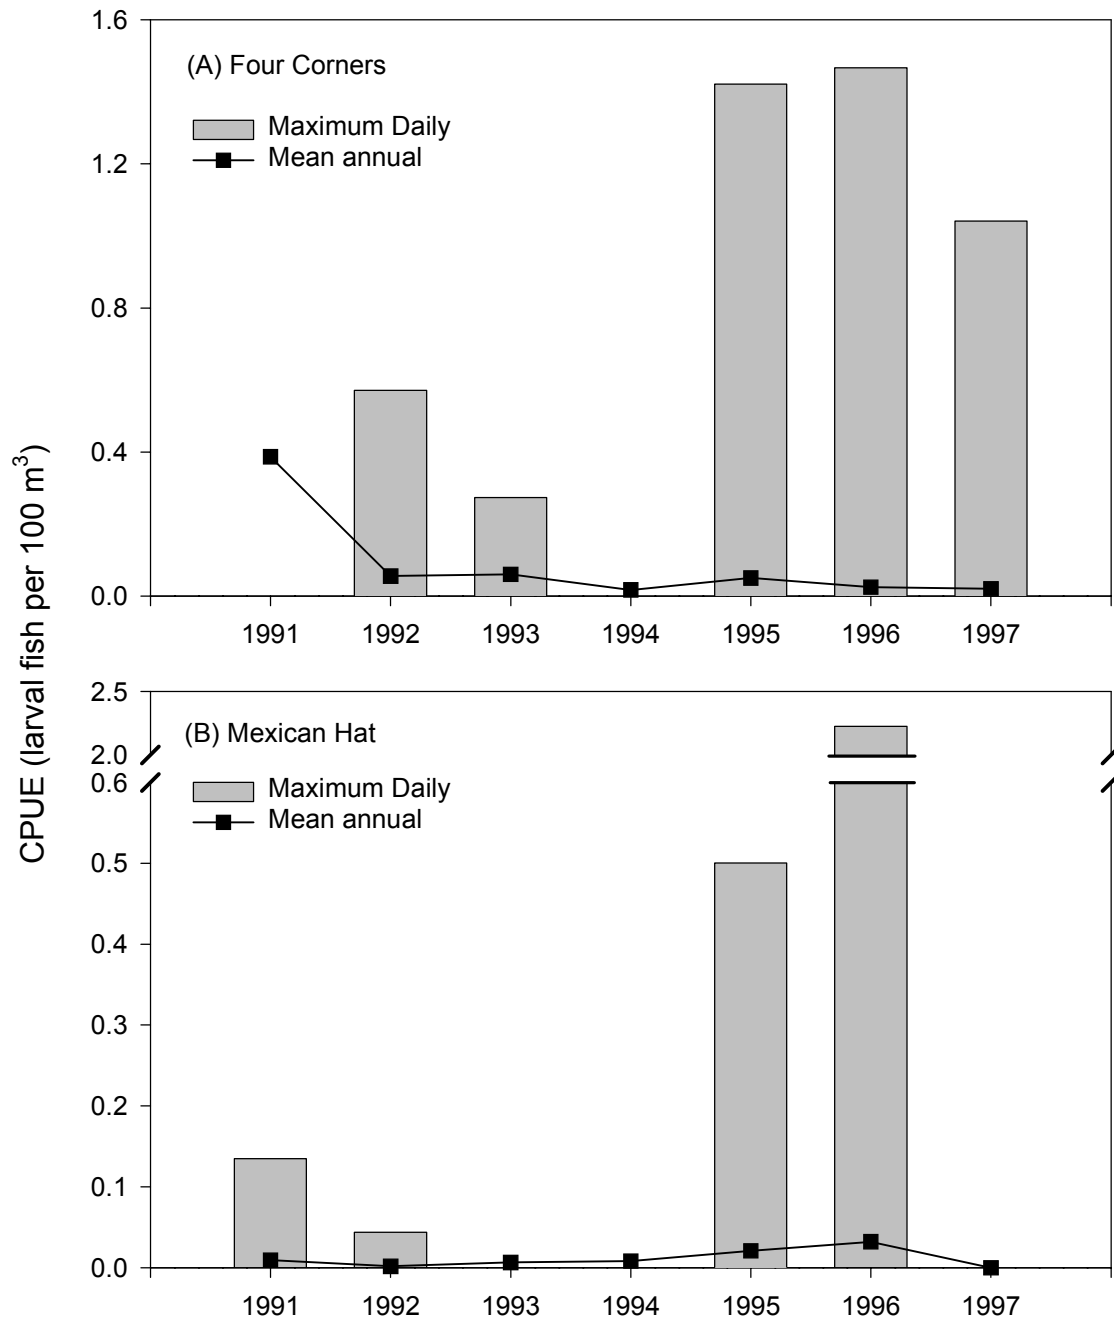 CPUE (larval fish per 100 m³)
1.6
1.2
0.8
0.4
0.0
(A) Four Corners
Maximum Daily
Mean annual
1991 1992 1993 1994 1995 1996 1997
2.5
2.0
0.6
0.5
0.4
0.3
0.2
0.1
0.0
(B) Mexican Hat
Maximum Daily
Mean annual
1991 1992 1993 1994 1995 1996 1997